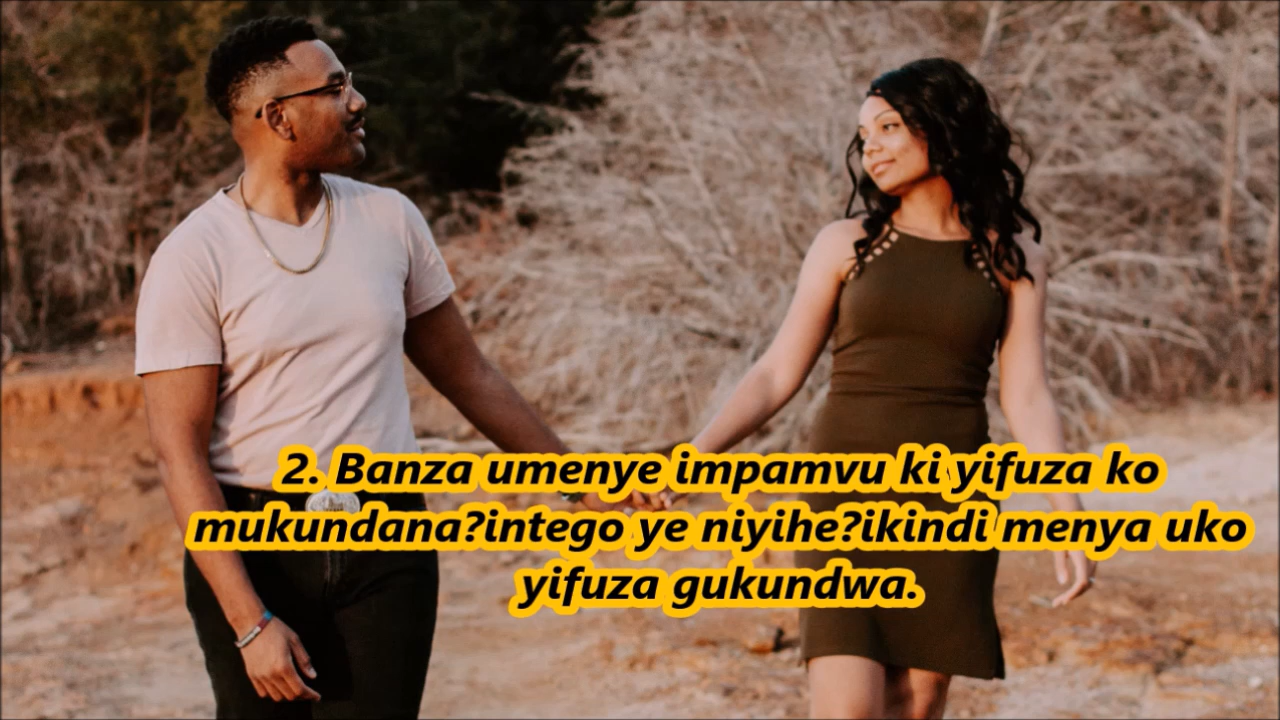 2. Banza umenye impamvu ki yifuza ko
mukundana?intego ye niyihe?ikindi menya uko
yifuza gukundwa.